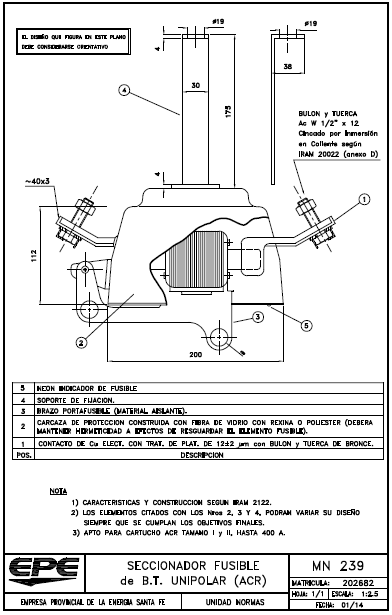 EL DISEÑO QUE FIGURA EN ESTE PLANO
DEBE CONSIDERARSE ORIENTATIVO
ø19
ø19
4
30
38
175
4
4
BULON y TUERCA
Ac W 1/2" x 12
Cincado por Inmersión
en Caliente según
IRAM 20022 (anexo D)
~40x3
1
112
2
3
5
200
5 NEON INDICADOR DE FUSIBLE
4 SOPORTE DE FIJACION.
3 BRAZO PORTAFUSIBLE (MATERIAL AISLANTE).
2 CARCAZA DE PROTECCION CONSTRUIDA CON FIBRA DE VIDRIO CON REXINA O POLIESTER (DEBERA
MANTENER HERMETICIDAD A EFECTOS DE RESGUARDAR EL ELEMENTO FUSIBLE).
1 CONTACTO DE Cu ELECT. CON TRAT. DE PLAT. DE 12±2 µm con BULON y TUERCA DE BRONCE.
POS. DESCRIPCION
NOTA
1) CARACTERISTICAS Y CONSTRUCCION SEGUN IRAM 2122.
2) LOS ELEMENTOS CITADOS CON LOS Nros 2, 3 Y 4, PODRAN VARIAR SU DISEÑO
SIEMPRE QUE SE CUMPLAN LOS OBJETIVOS FINALES.
3) APTO PARA CARTUCHO ACR TAMAÑO I y II, HASTA 400 A.
EPE
SECCIONADOR FUSIBLE
de B.T. UNIPOLAR (ACR)
MN 239
MATRICULA: 202682
HOJA: 1/1 ESCALA: 1:2.5
EMPRESA PROVINCIAL DE LA ENERGIA SANTA FE
UNIDAD NORMAS
FECHA: 01/14